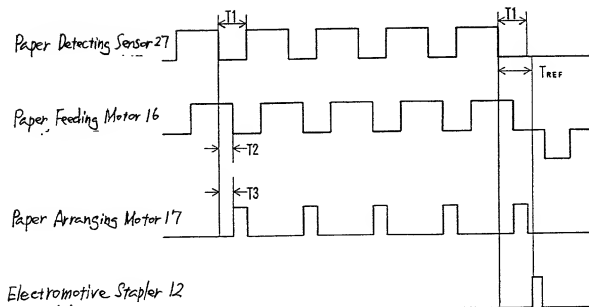 T1
T1
Paper Detecting Sensor 27
TREF
Paper Feeding Motor 16
T2
T3
Paper Arranging Motor 17
Electromotive Stapler 12